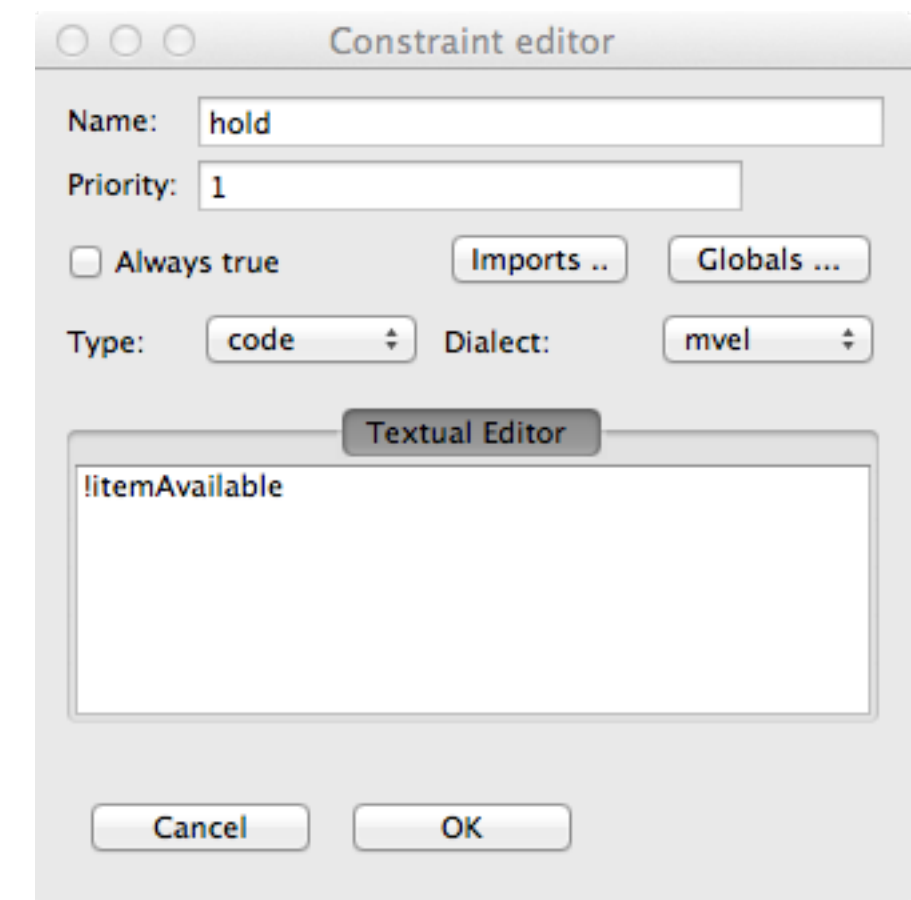 Constraint editor
Name: hold
Priority: 1
Always true Imports .. Globals ...
Type: code Dialect: mvel
Textual Editor
!itemAvailable
Cancel OK